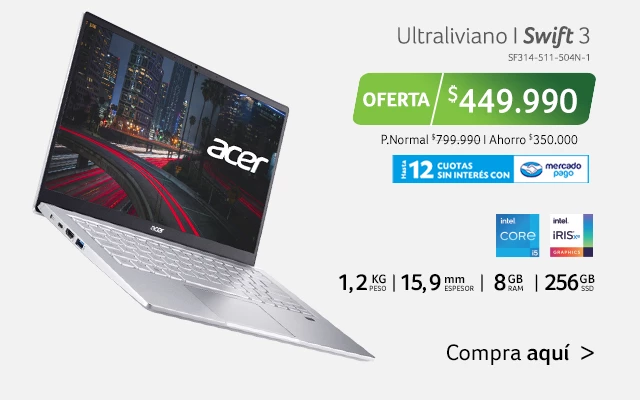 Ultraliviano | Swift 3
SF314-511-504N-1
OFERTA $449.990
P.Normal $799.990 | Ahorro $350.000
Hasta 12 CUOTAS SIN INTERÉS CON mercado pago
acer
acer
intel CORE i5
intel IRIS Xe GRAPHICS
1,2 KG PESO | 15,9 mm ESPESOR | 8 GB RAM | 256 GB SSD
Compra aquí >